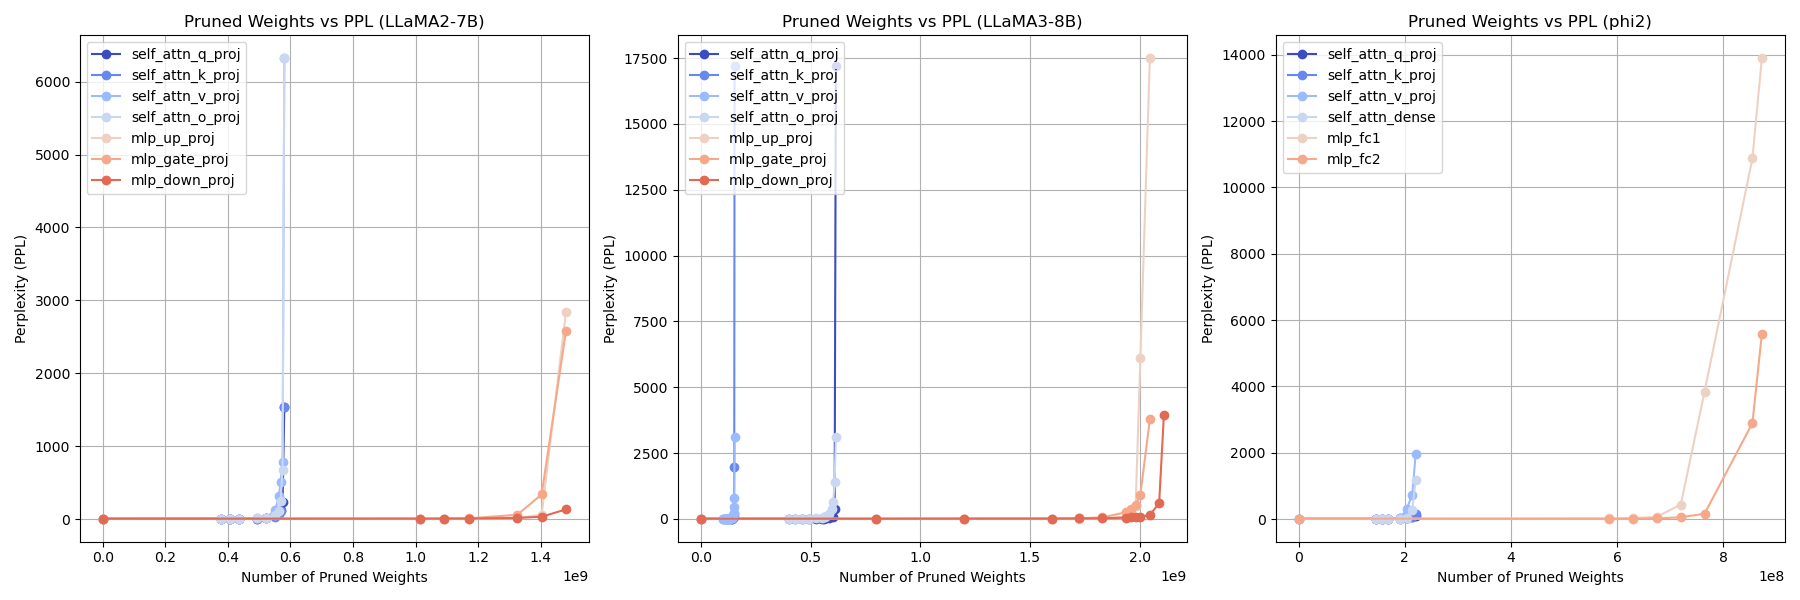 Pruned Weights vs PPL (LLaMA2-7B)
self_attn_q_proj
self_attn_k_proj
self_attn_v_proj
self_attn_o_proj
mlp_up_proj
mlp_gate_proj
mlp_down_proj
6000
5000
4000
3000
2000
1000
0
Perplexity (PPL)
0.0 0.2 0.4 0.6 0.8 1.0 1.2 1.4
1e9
Number of Pruned Weights
Pruned Weights vs PPL (LLaMA3-8B)
self_attn_q_proj
self_attn_k_proj
self_attn_v_proj
self_attn_o_proj
mlp_up_proj
mlp_gate_proj
mlp_down_proj
17500
15000
12500
10000
7500
5000
2500
0
Perplexity (PPL)
0.0 0.5 1.0 1.5 2.0
1e9
Number of Pruned Weights
Pruned Weights vs PPL (phi2)
self_attn_q_proj
self_attn_k_proj
self_attn_v_proj
self_attn_dense
mlp_fc1
mlp_fc2
14000
12000
10000
8000
6000
4000
2000
0
Perplexity (PPL)
0 2 4 6 8
1e8
Number of Pruned Weights